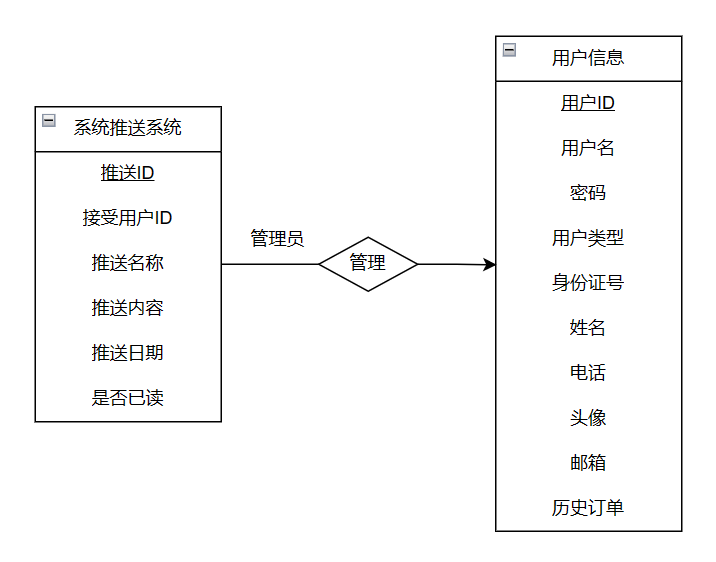 系统推送系统
推送ID
接受用户ID
推送名称
推送内容
推送日期
是否已读
管理员
管理
用户信息
用户ID
用户名
密码
用户类型
身份证号
姓名
电话
头像
邮箱
历史订单